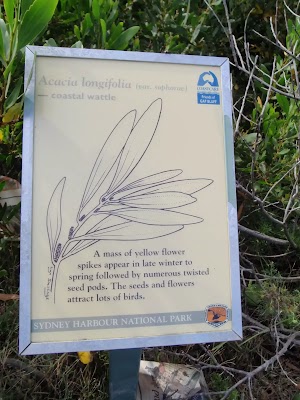 Acacia longifolia (var. sophorae)
— coastal wattle
A mass of yellow flower
spikes appear in late winter to
spring followed by numerous twisted
seed pods. The seeds and flowers
attract lots of birds.
SYDNEY HARBOUR NATIONAL PARK